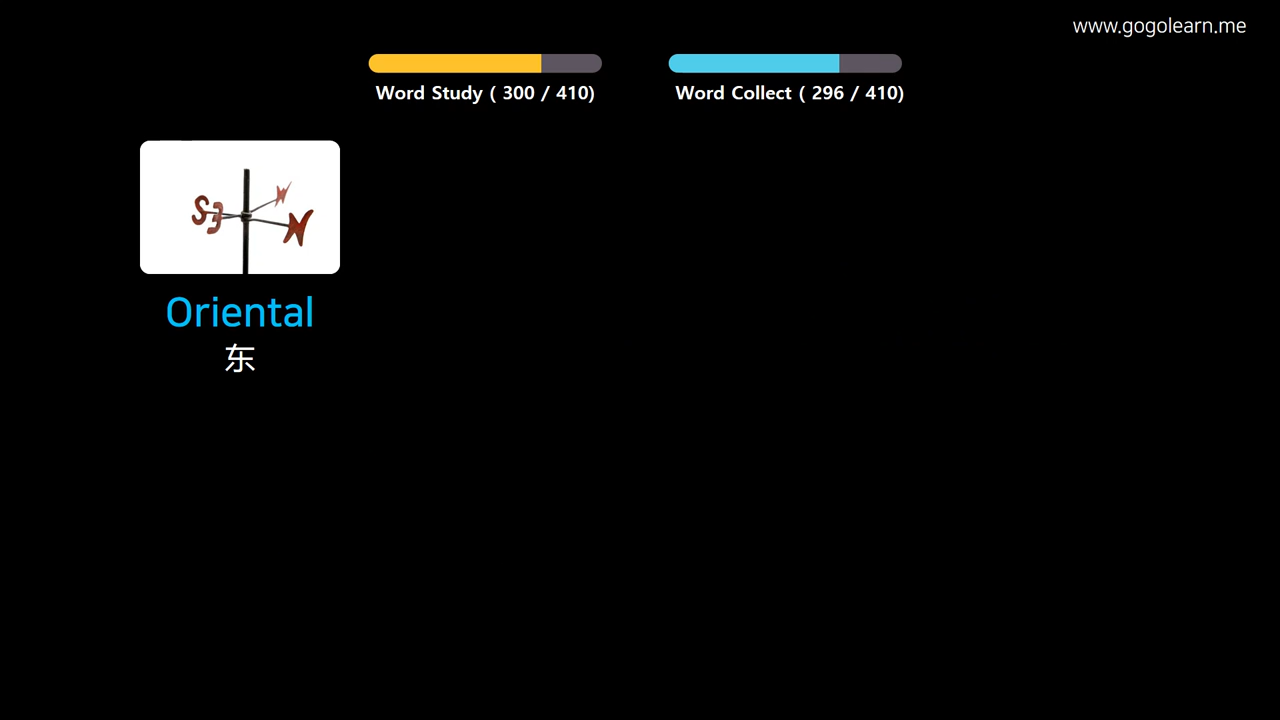 www.gogolearn.me
Word Study ( 300 / 410)
Word Collect ( 296 / 410)
S
E
N
Oriental
东